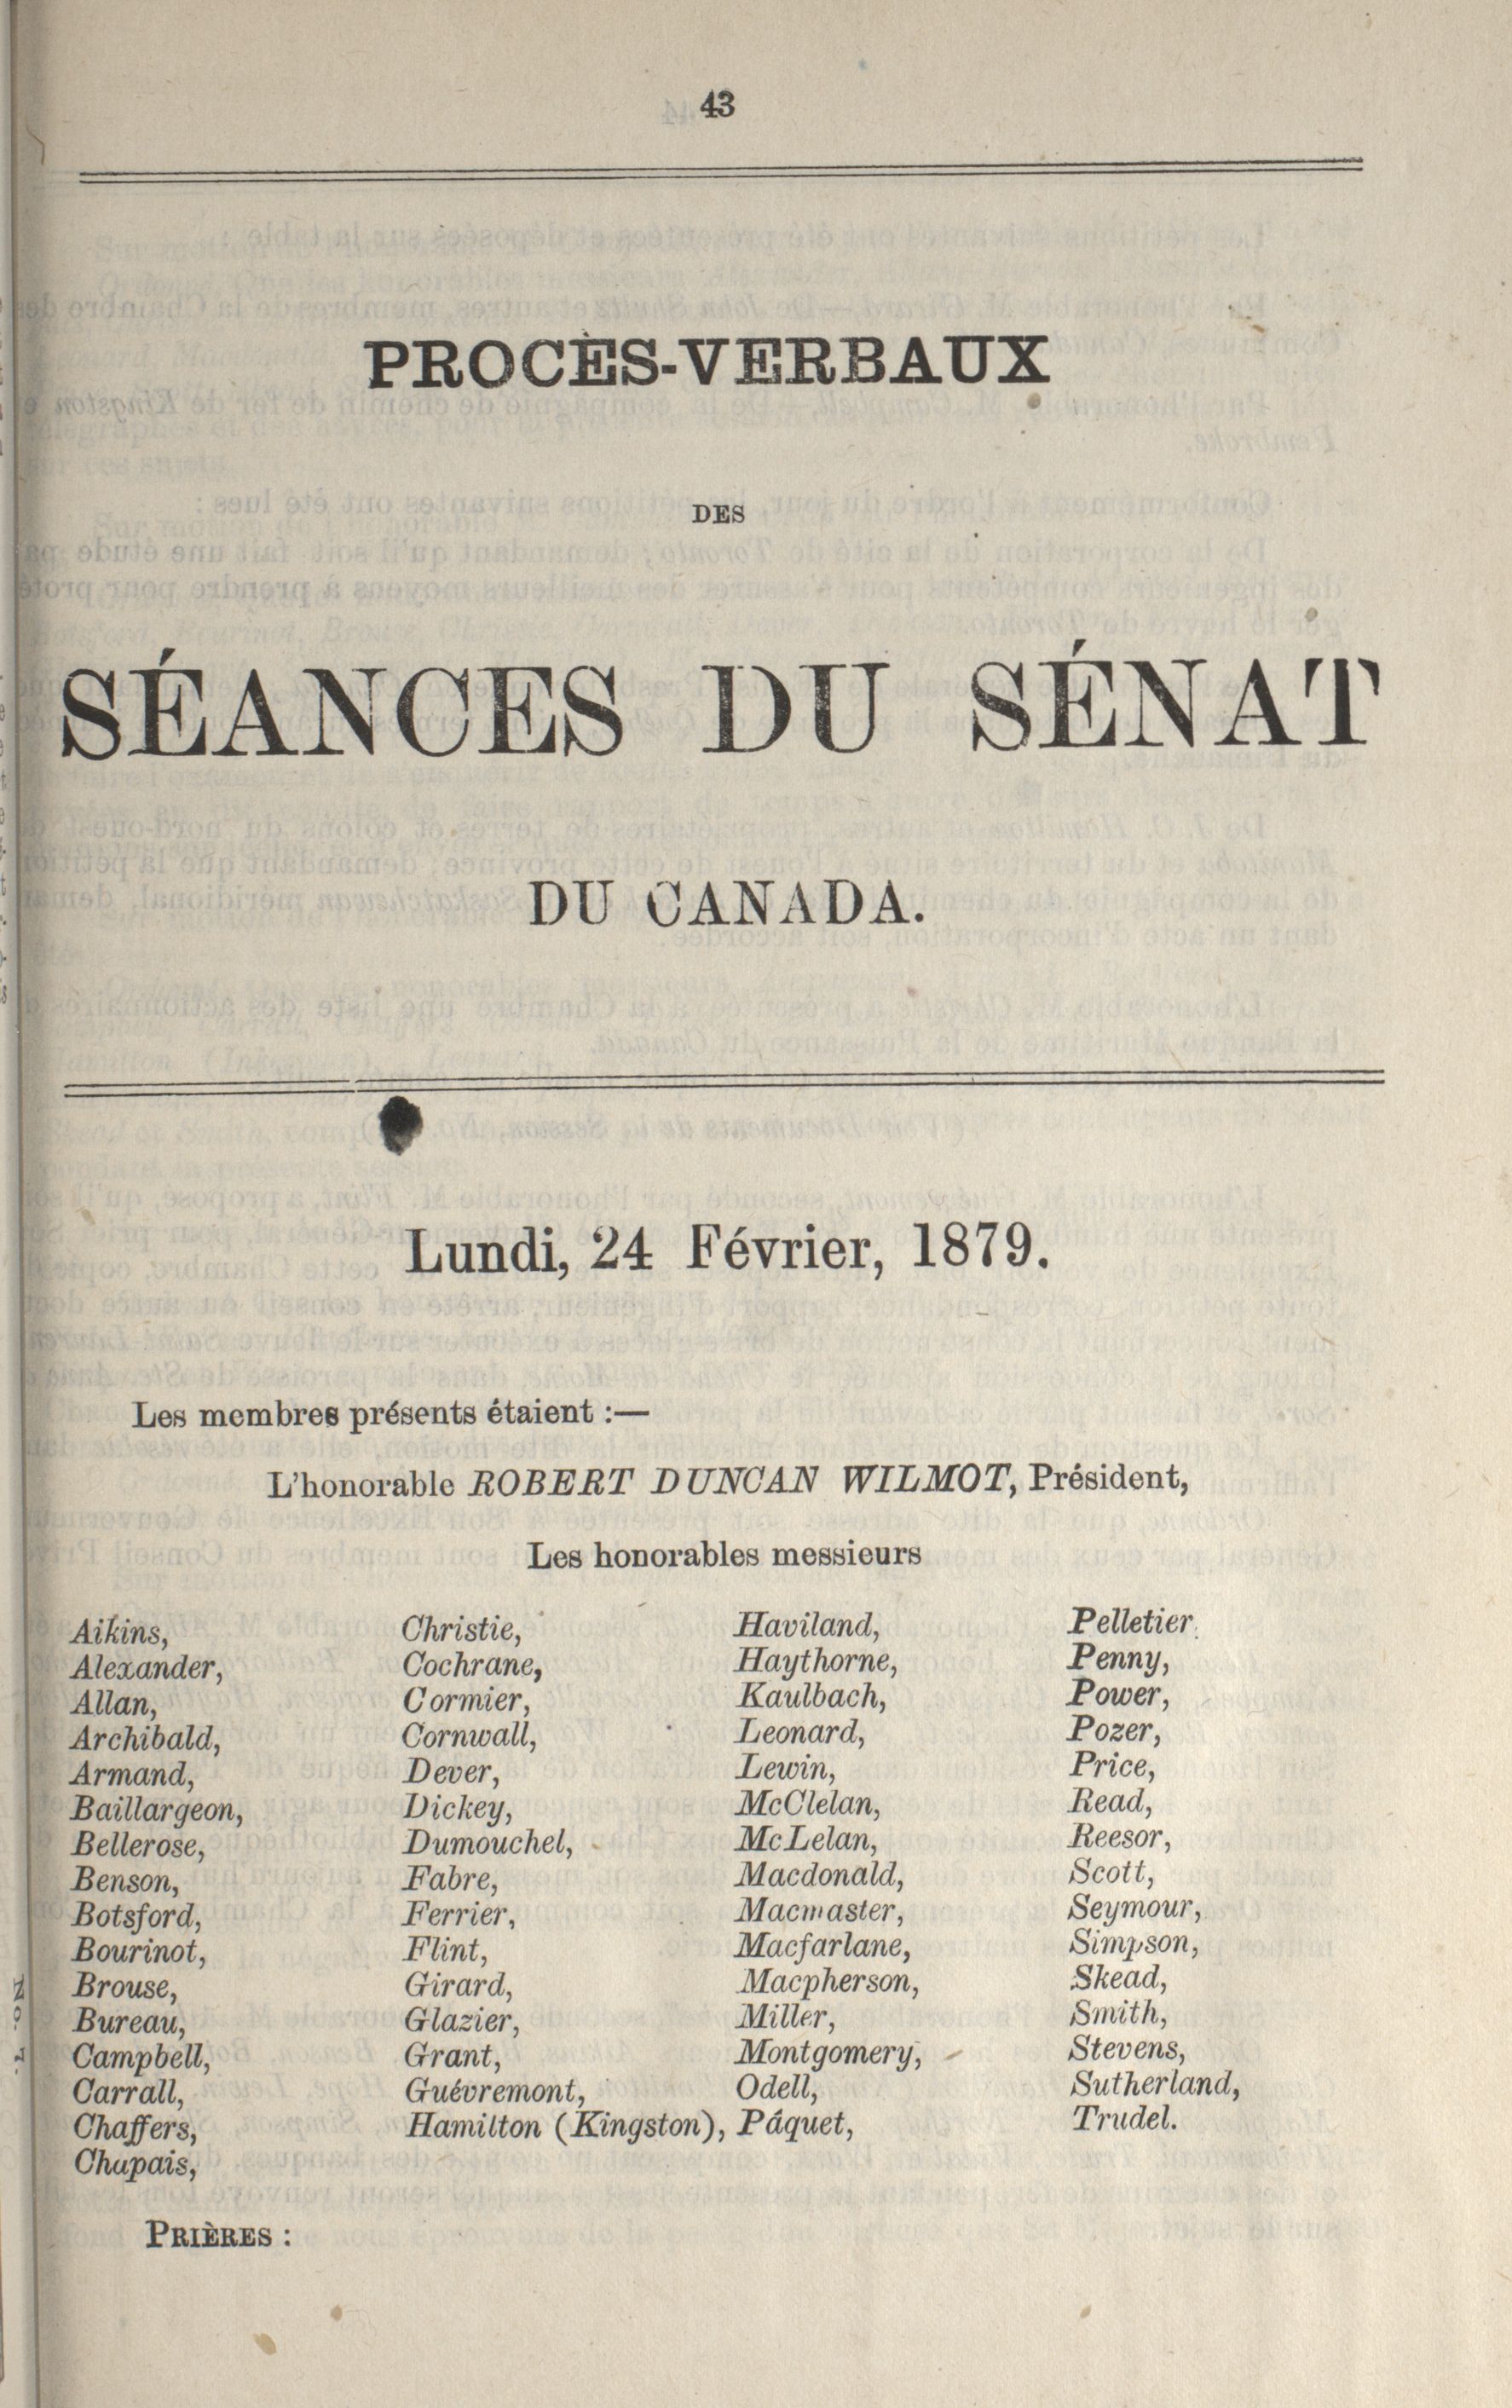 43
PROCÈS-VERBAUX
DES
SÉANCES DU SÉNAT
DU CANADA.
Lundi, 24 Février, 1879.
Les membres présents étaient :—
L'honorable ROBERT DUNCAN WILMOT, Président,
Les honorables messieurs
Aikins,
Alexander,
Allan,
Archibald,
Armand,
Baillargeon,
Bellerose,
Benson,
Botsford,
Bourinot,
Brouse,
Bureau,
Campbell,
Carrall,
Chaffers,
Chapais,
Christie,
Cochrane,
Cormier,
Cornwall,
Dever,
Dickey,
Dumouchel,
Fabre,
Ferrier,
Flint,
Girard,
Glazier,
Grant,
Guévremont,
Hamilton (Kingston),
Haviland,
Haythorne,
Kaulbach,
Leonard,
Lewin,
McClelan,
McLelan,
Macdonald,
Macmaster,
Macfarlane,
Macpherson,
Miller,
Montgomery,
Odell,
Pâquet,
Pelletier,
Penny,
Power,
Pozer,
Price,
Read,
Reesor,
Scott,
Seymour,
Simpson,
Skead,
Smith,
Stevens,
Sutherland,
Trudel.
PRIÈRES :